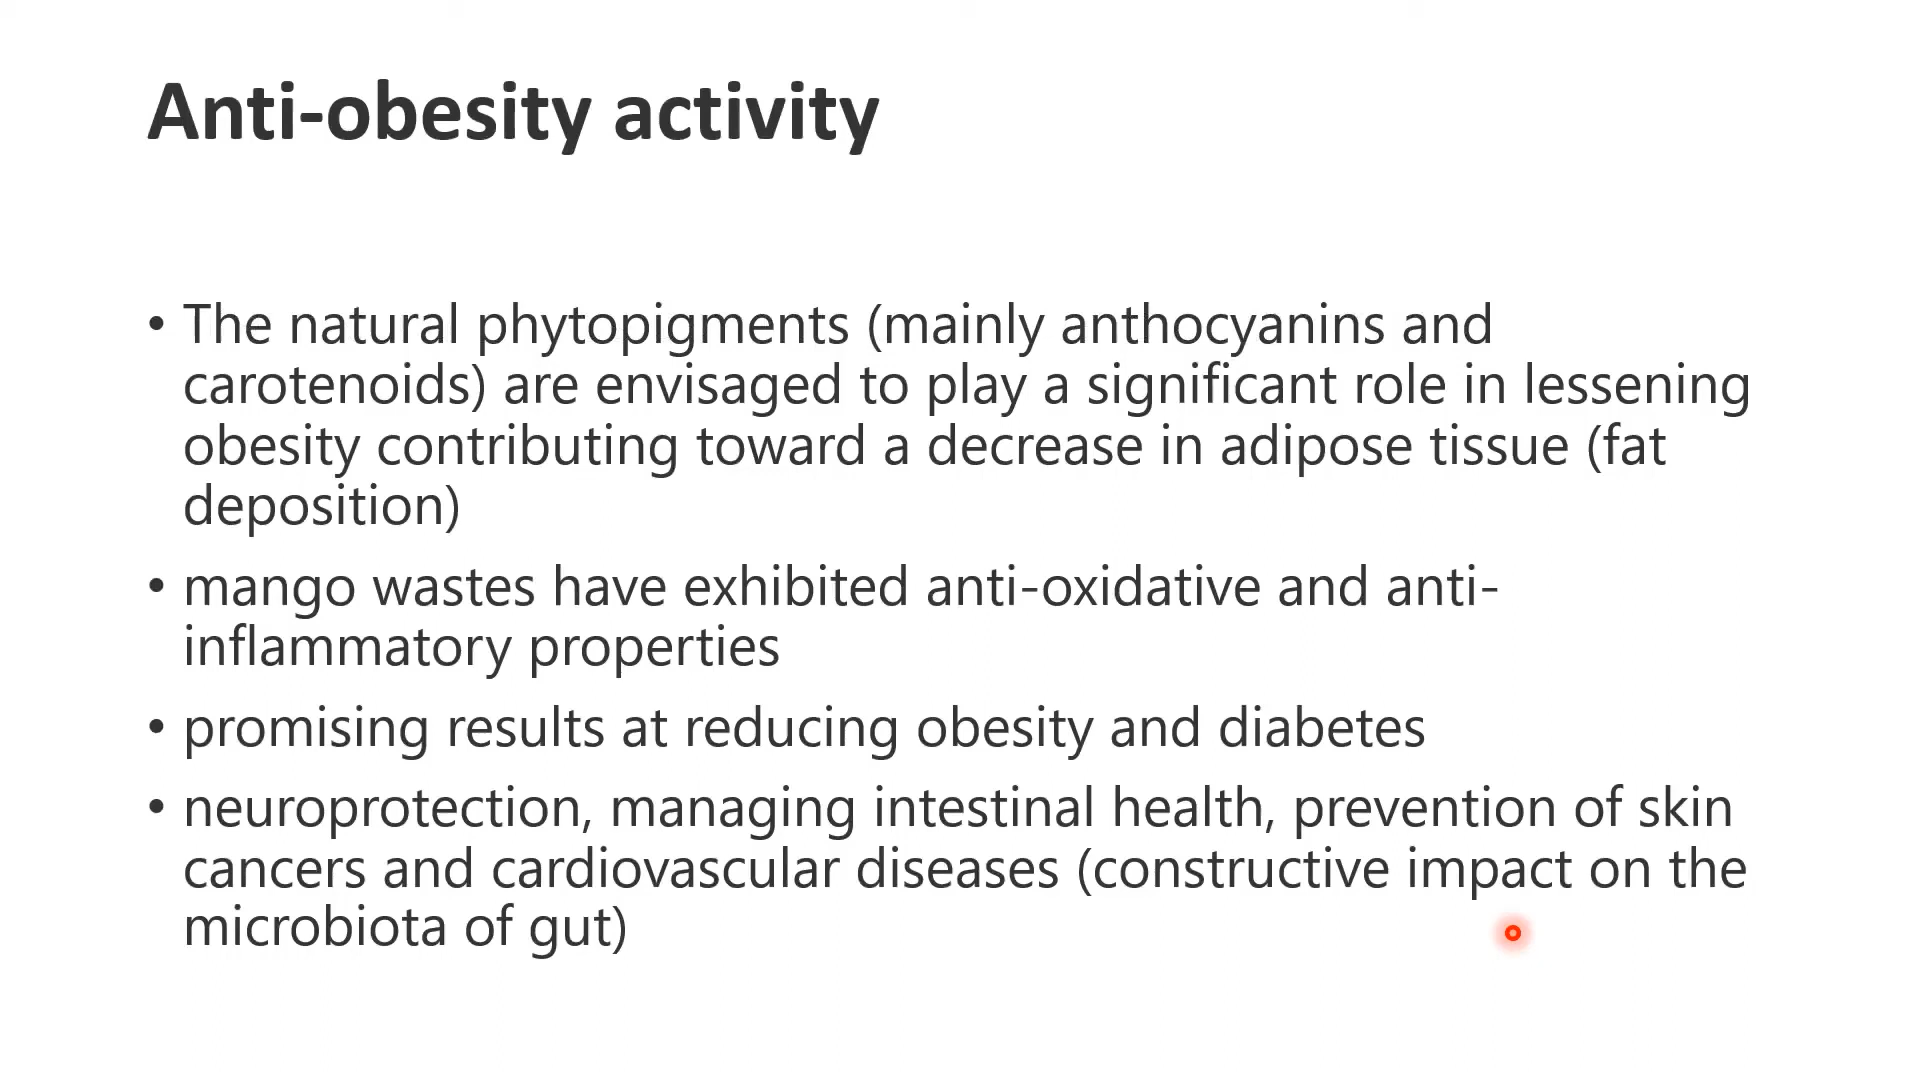 Anti-obesity activity
• The natural phytopigments (mainly anthocyanins and
carotenoids) are envisaged to play a significant role in lessening
obesity contributing toward a decrease in adipose tissue (fat
deposition)
• mango wastes have exhibited anti-oxidative and anti-
inflammatory properties
• promising results at reducing obesity and diabetes
• neuroprotection, managing intestinal health, prevention of skin
cancers and cardiovascular diseases (constructive impact on the
microbiota of gut)